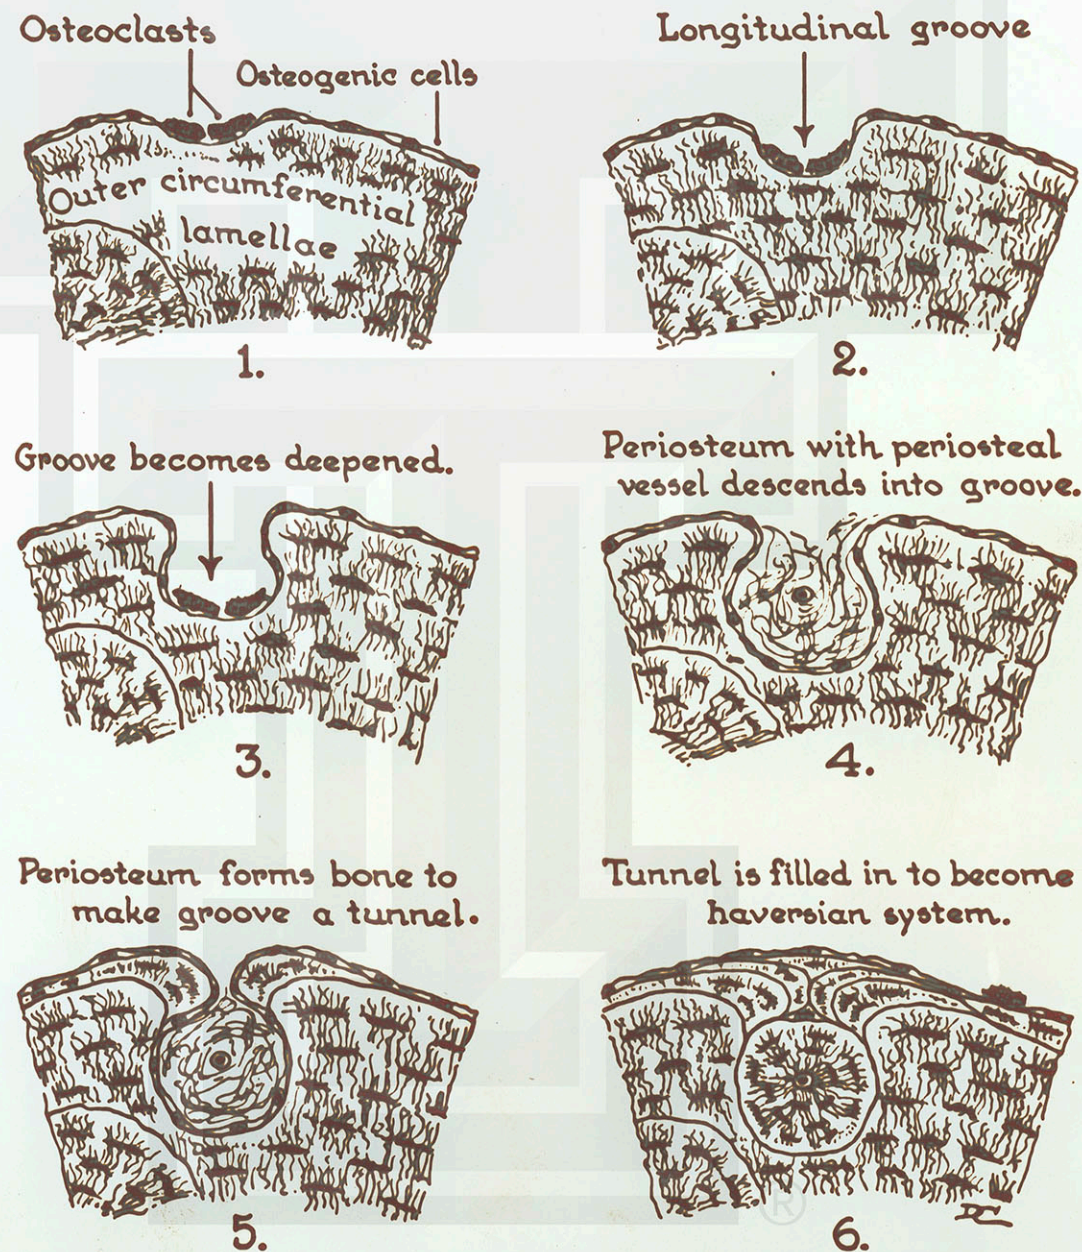 Osteoclasts
Osteogenic cells
Outer circumferential
lamellae
1.
Longitudinal groove
2.
Groove becomes deepened.
3.
Periosteum with periosteal
vessel descends into groove.
4.
Periosteum forms bone to
make groove a tunnel.
5.
Tunnel is filled in to become
haversian system.
6.
DC
®